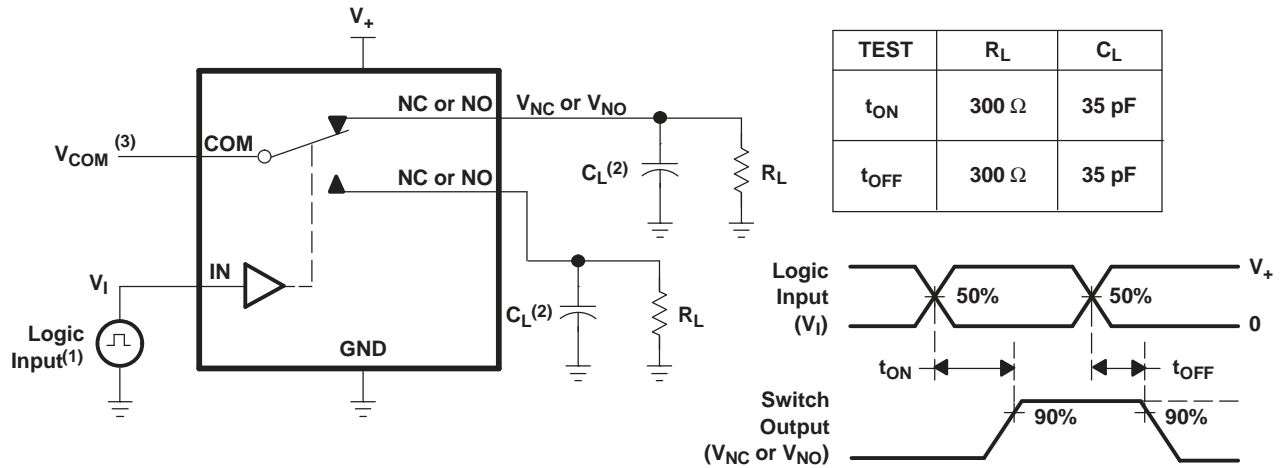 V+
NC or NO
VNC or VNO
COM
VCOM (3)
CL(2)
RL
NC or NO
VI
IN
CL(2)
RL
Logic
Input(1)
GND
TEST RL CL
tON 300 Ω 35 pF
tOFF 300 Ω 35 pF
Logic
Input
(VI)
50%
50%
V+
0
tON
tOFF
Switch
Output
(VNC or VNO)
90%
90%